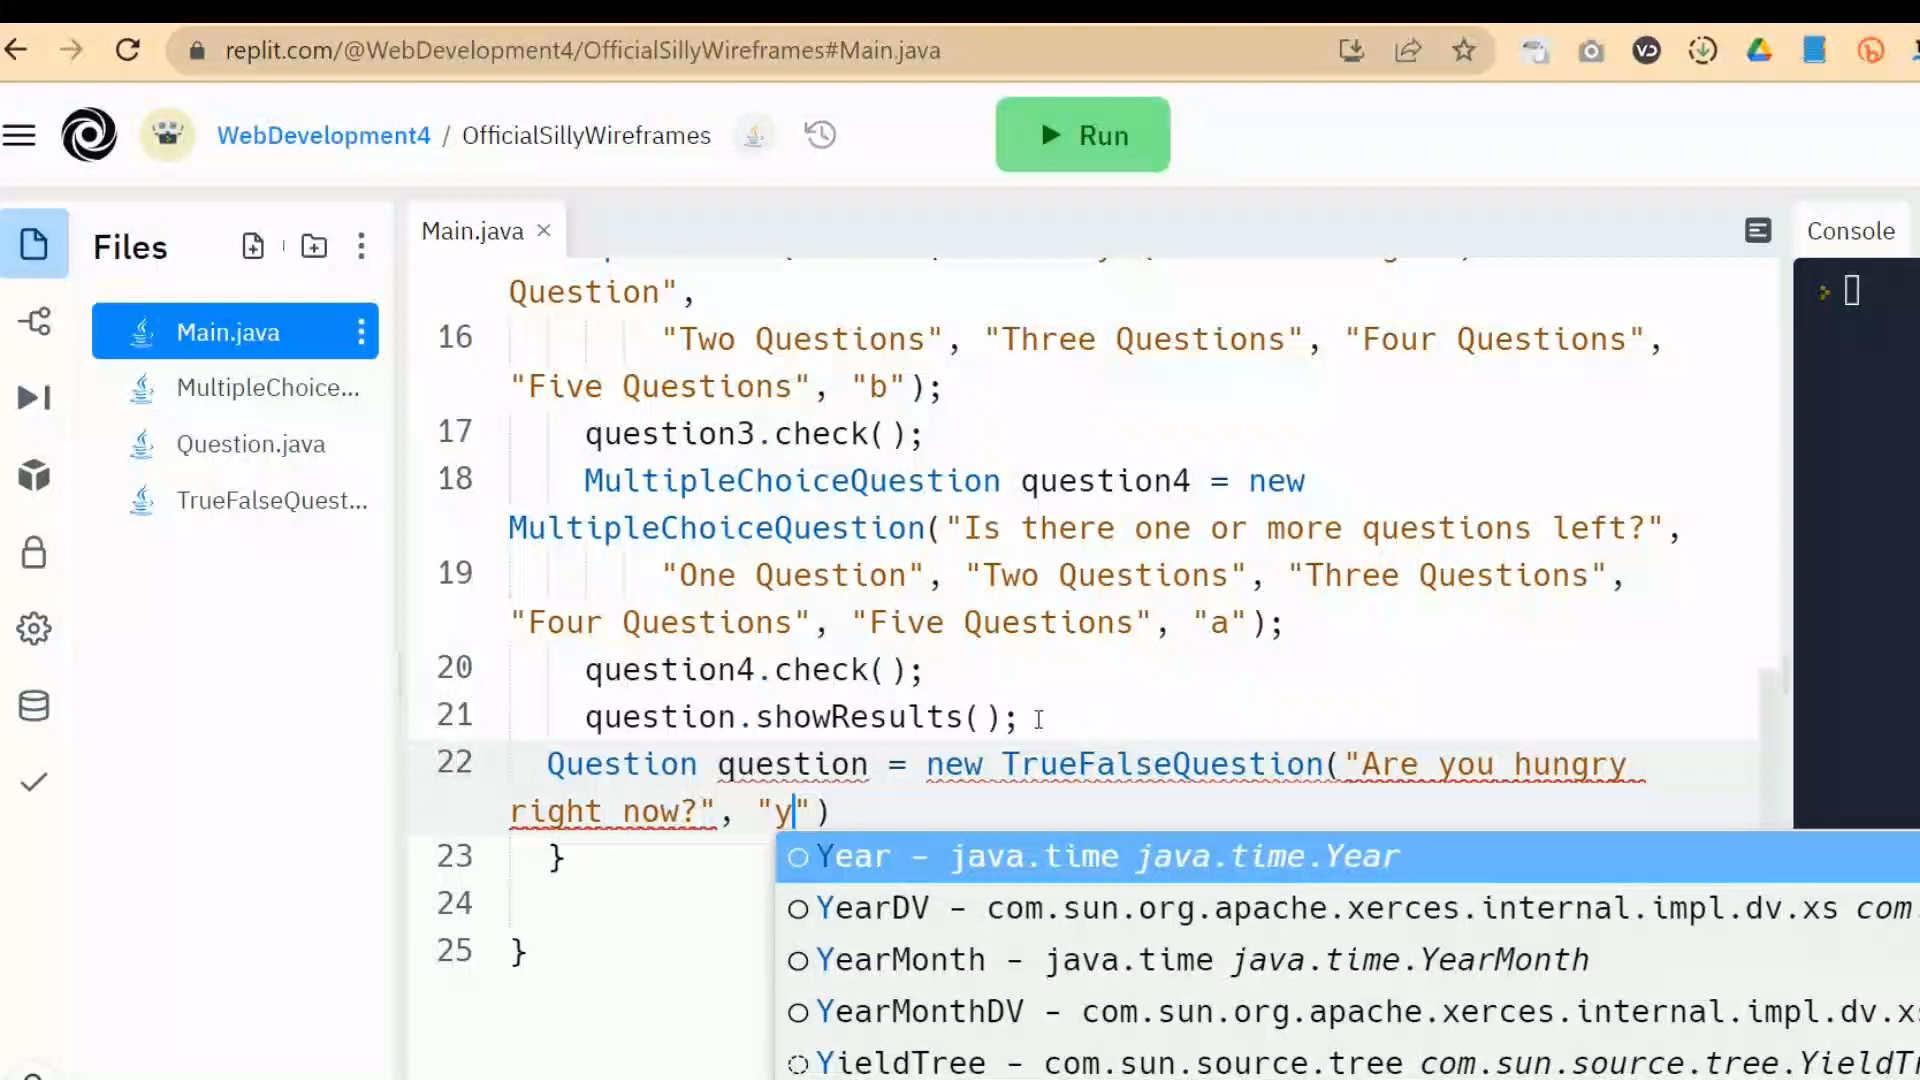 replit.com/@WebDevelopment4/OfficialSillyWireframes#Main.java
WebDevelopment4 / OfficialSillyWireframes
Run
Files
Main.java
MultipleChoice...
Question.java
TrueFalseQuest...
Main.java
Console
Question",
16 "Two Questions", "Three Questions", "Four Questions",
"Five Questions", "b");
17 question3.check();
18 MultipleChoiceQuestion question4 = new
MultipleChoiceQuestion("Is there one or more questions left?",
19 "One Question", "Two Questions", "Three Questions",
"Four Questions", "Five Questions", "a");
20 question4.check();
21 question.showResults();
22 Question question = new TrueFalseQuestion("Are you hungry
right now?", "y")
23 }
24
25 }
Year - java.time java.time.Year
YearDV - com.sun.org.apache.xerces.internal.impl.dv.xs com
YearMonth - java.time java.time.YearMonth
YearMonthDV - com.sun.org.apache.xerces.internal.impl.dv.xs
YieldTree - com.sun.source.tree com.sun.source.tree.YieldTr